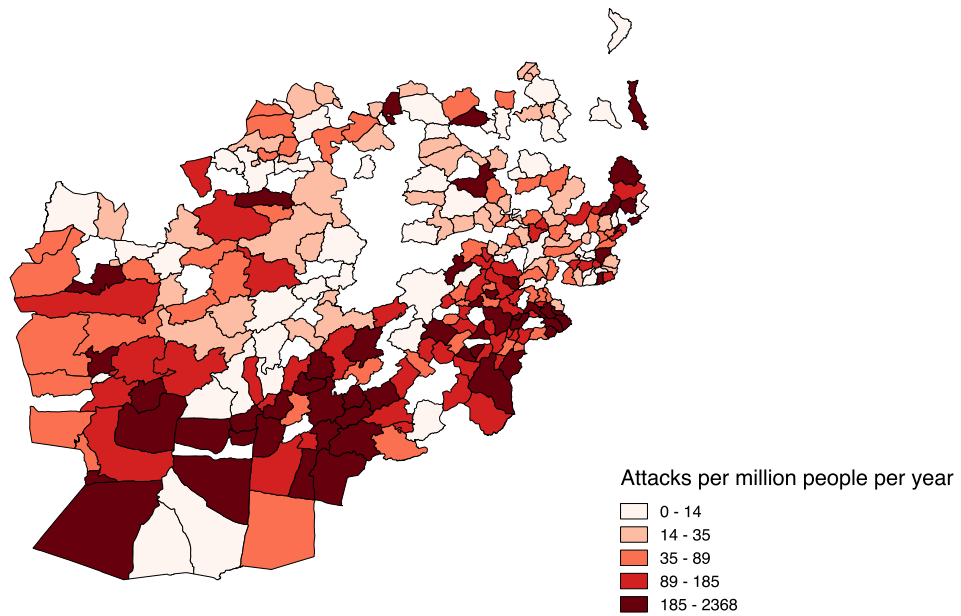 Attacks per million people per year
0 - 14
14 - 35
35 - 89
89 - 185
185 - 2368